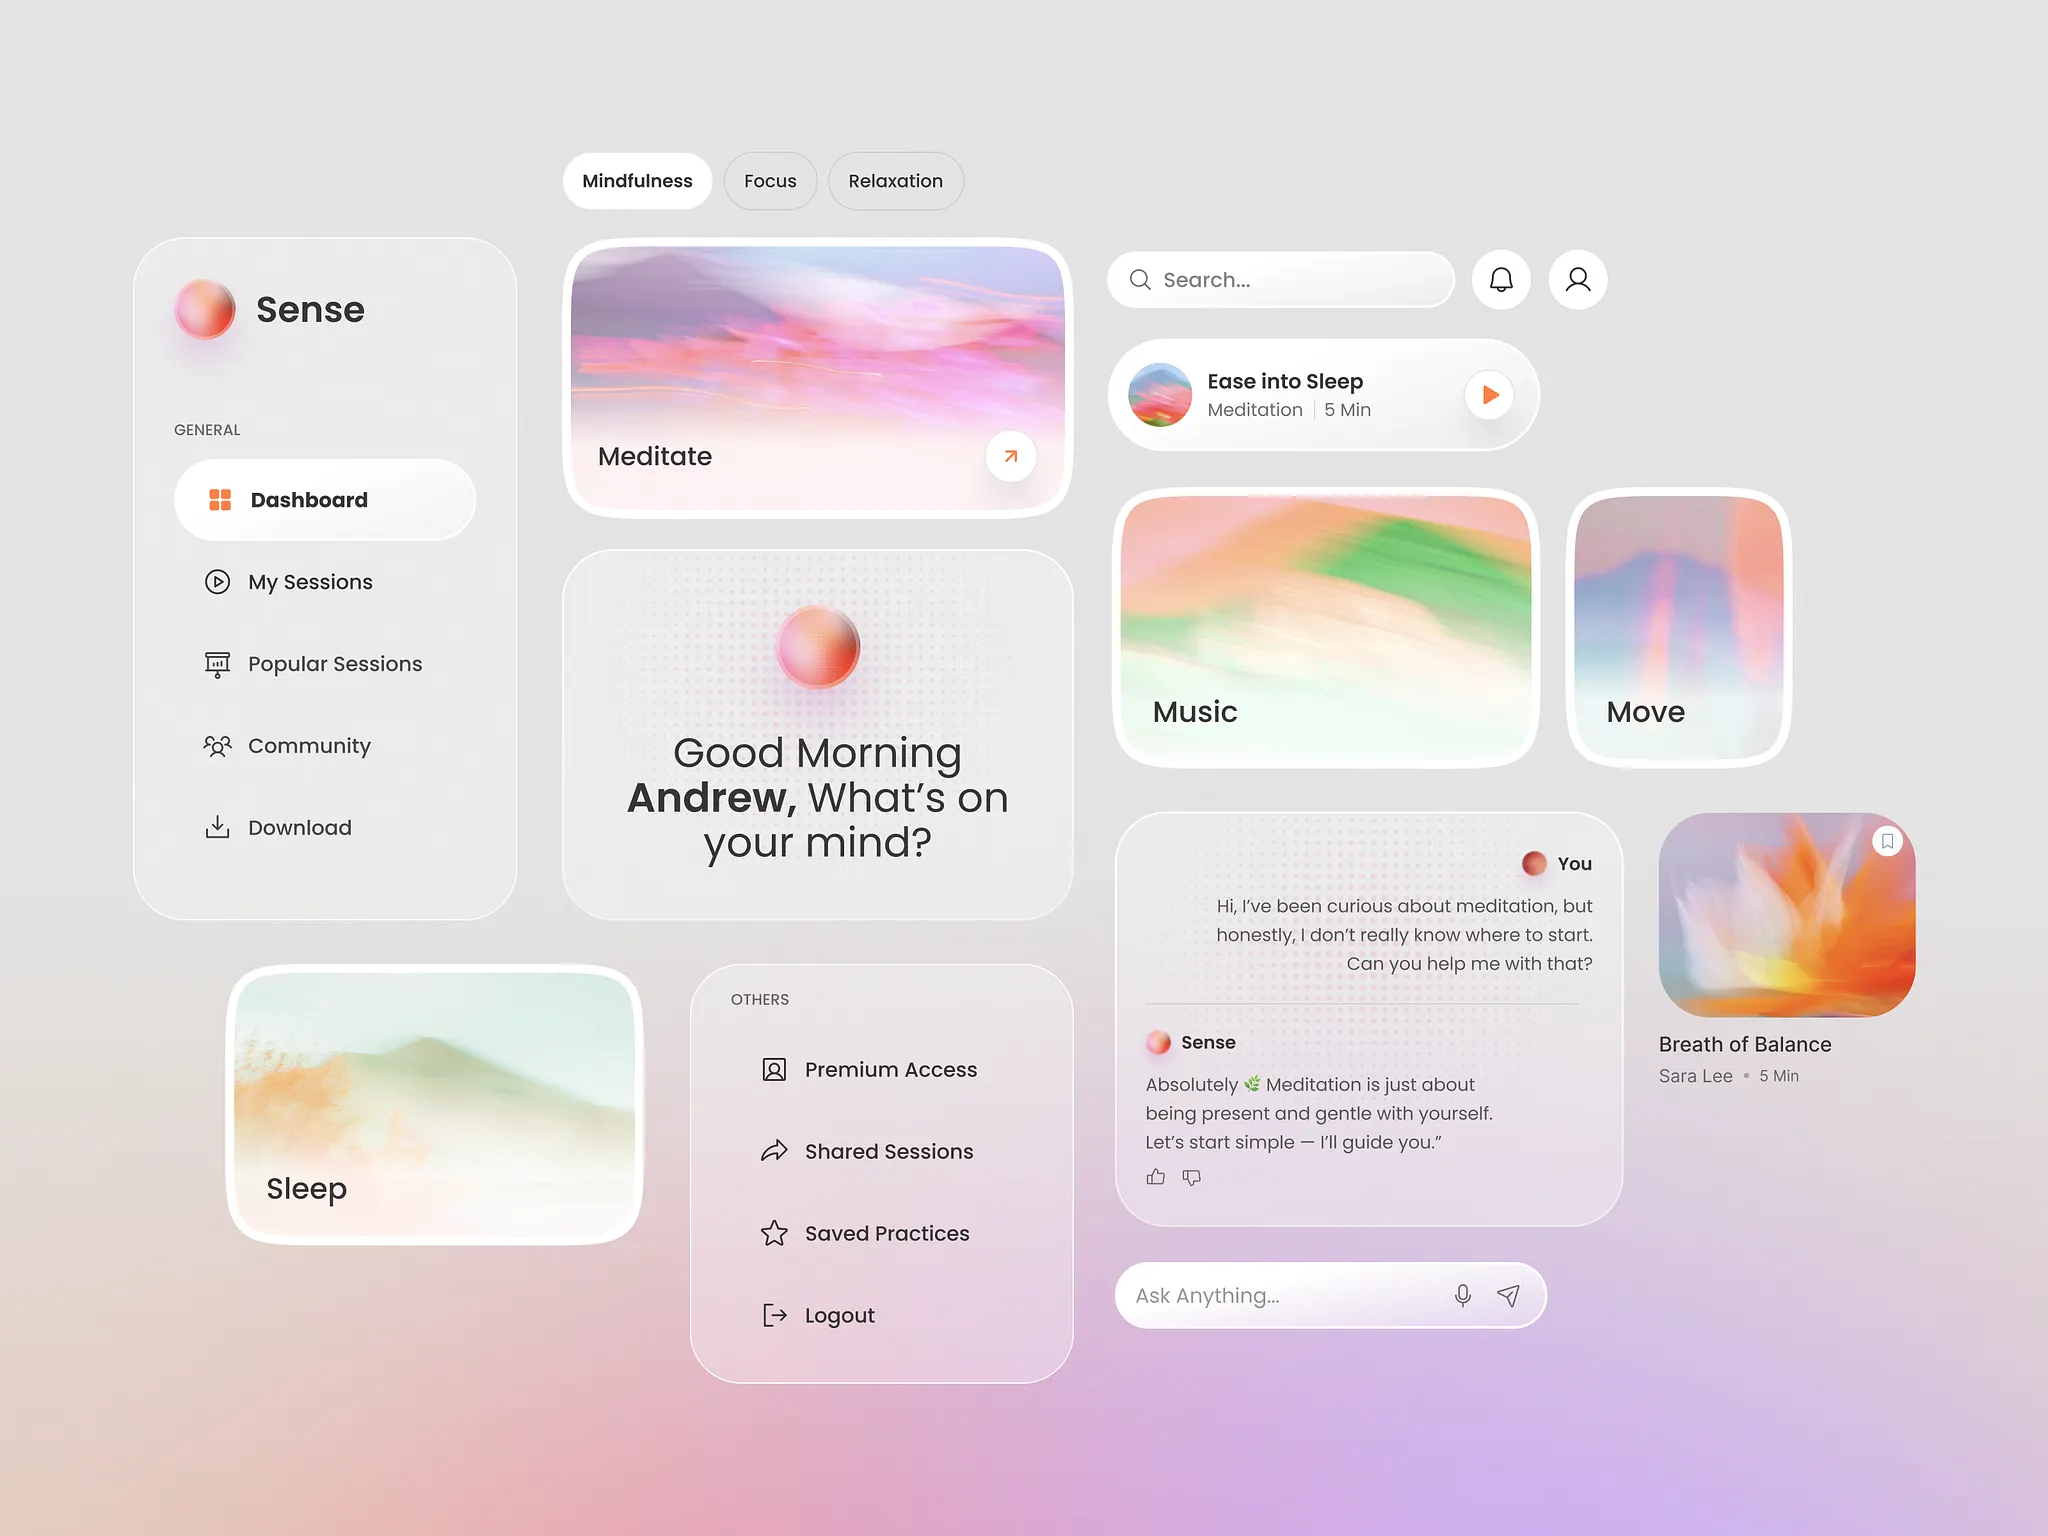 Mindfulness
Focus
Relaxation
Sense
GENERAL
Dashboard
My Sessions
Popular Sessions
Community
Download
Meditate
Good Morning
Andrew, What’s on
your mind?
Search...
Ease into Sleep
Meditation | 5 Min
Music
Move
You
Hi, I’ve been curious about meditation, but
honestly, I don’t really know where to start.
Can you help me with that?
Sense
Absolutely 🌿 Meditation is just about
being present and gentle with yourself.
Let’s start simple — I’ll guide you.”
Breath of Balance
Sara Lee • 5 Min
Sleep
OTHERS
Premium Access
Shared Sessions
Saved Practices
Logout
Ask Anything...